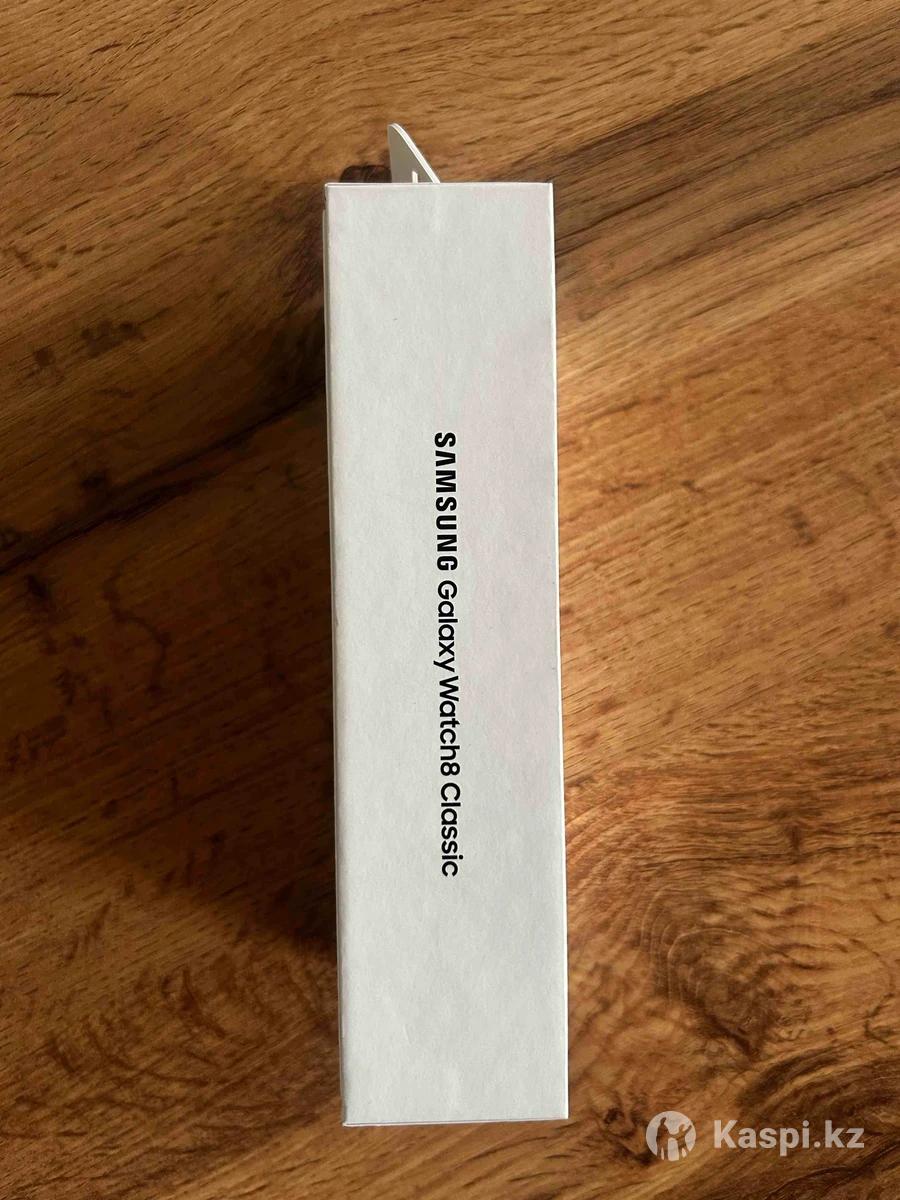 SAMSUNG Galaxy Watch8 Classic
Kaspi.kz